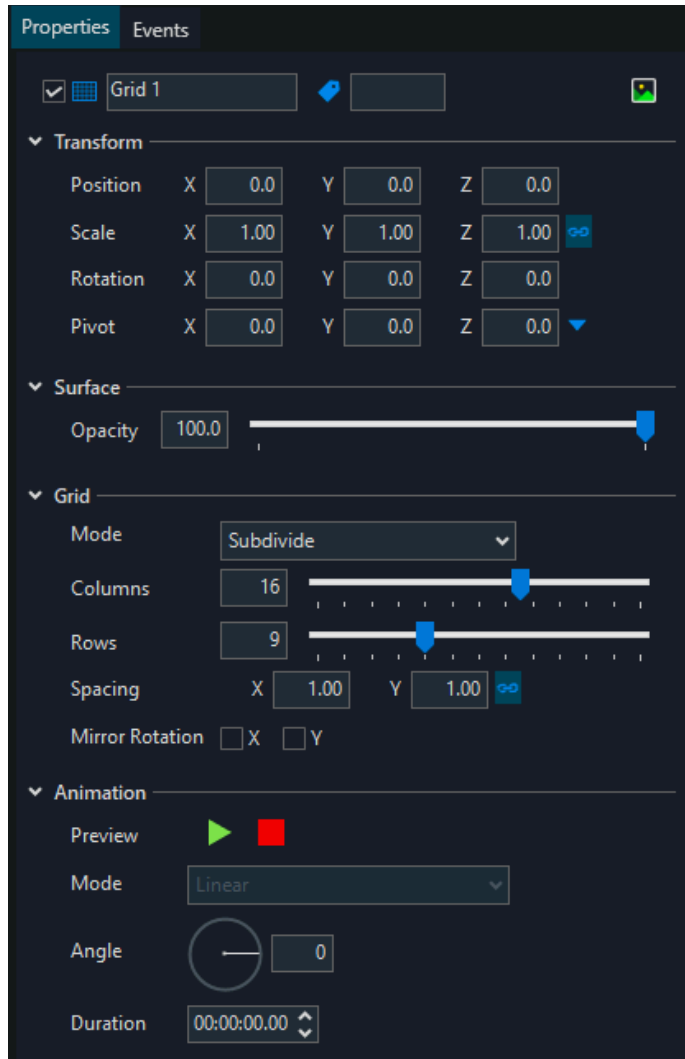 Properties Events
Grid 1
Transform
Position X 0.0 Y 0.0 Z 0.0
Scale X 1.00 Y 1.00 Z 1.00
Rotation X 0.0 Y 0.0 Z 0.0
Pivot X 0.0 Y 0.0 Z 0.0
Surface
Opacity 100.0
Grid
Mode Subdivide
Columns 16
Rows 9
Spacing X 1.00 Y 1.00
Mirror Rotation X Y
Animation
Preview
Mode Linear
Angle 0
Duration 00:00:00.00